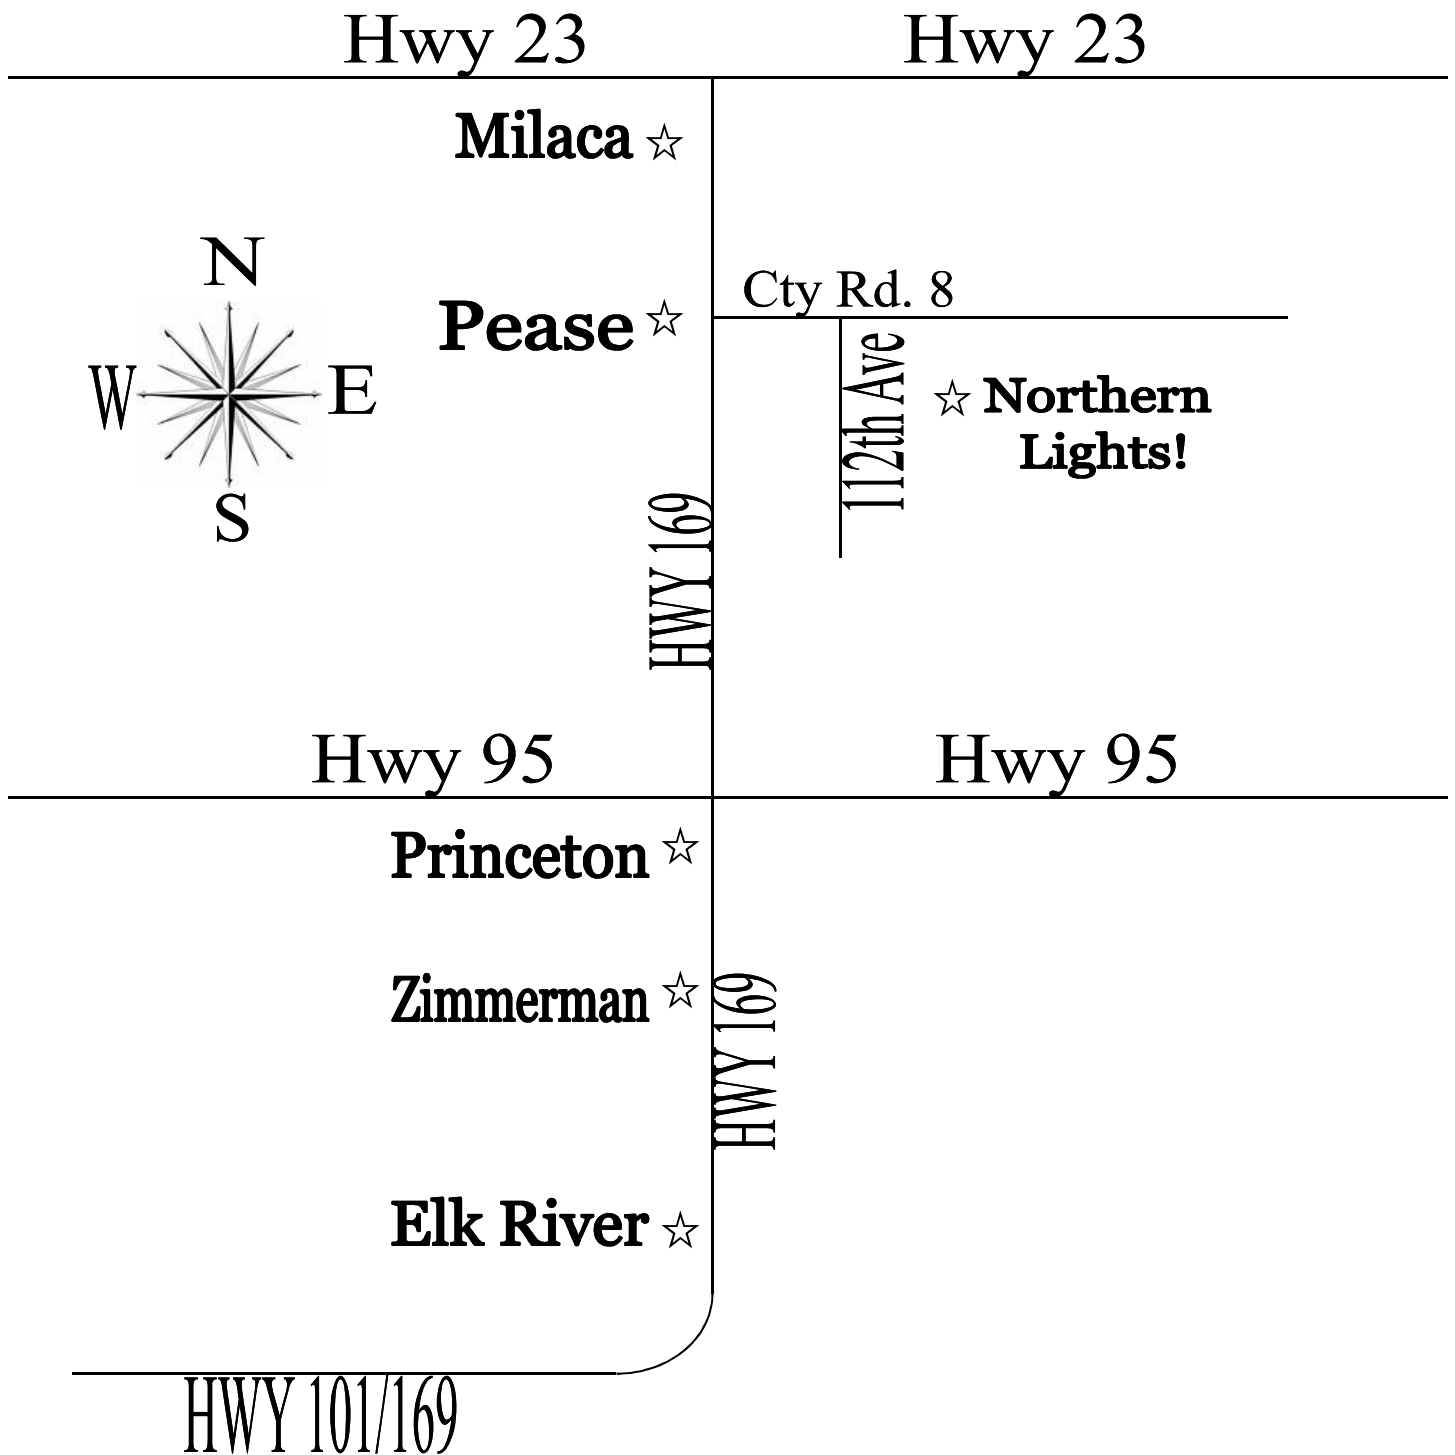 Hwy 23
Hwy 23
Milaca
N
Cty Rd. 8
Pease
W
E
112th Ave
Northern
Lights!
S
HWY 169
Hwy 95
Hwy 95
Princeton
Zimmerman
HWY 169
Elk River
HWY 101/169